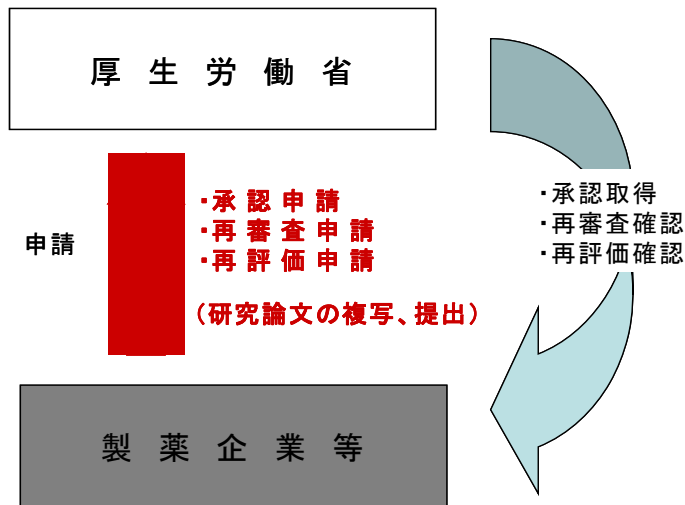 厚生労働省
申請
・承認申請
・再審査申請
・再評価申請
（研究論文の複写、提出）
・承認取得
・再審査確認
・再評価確認
製薬企業等